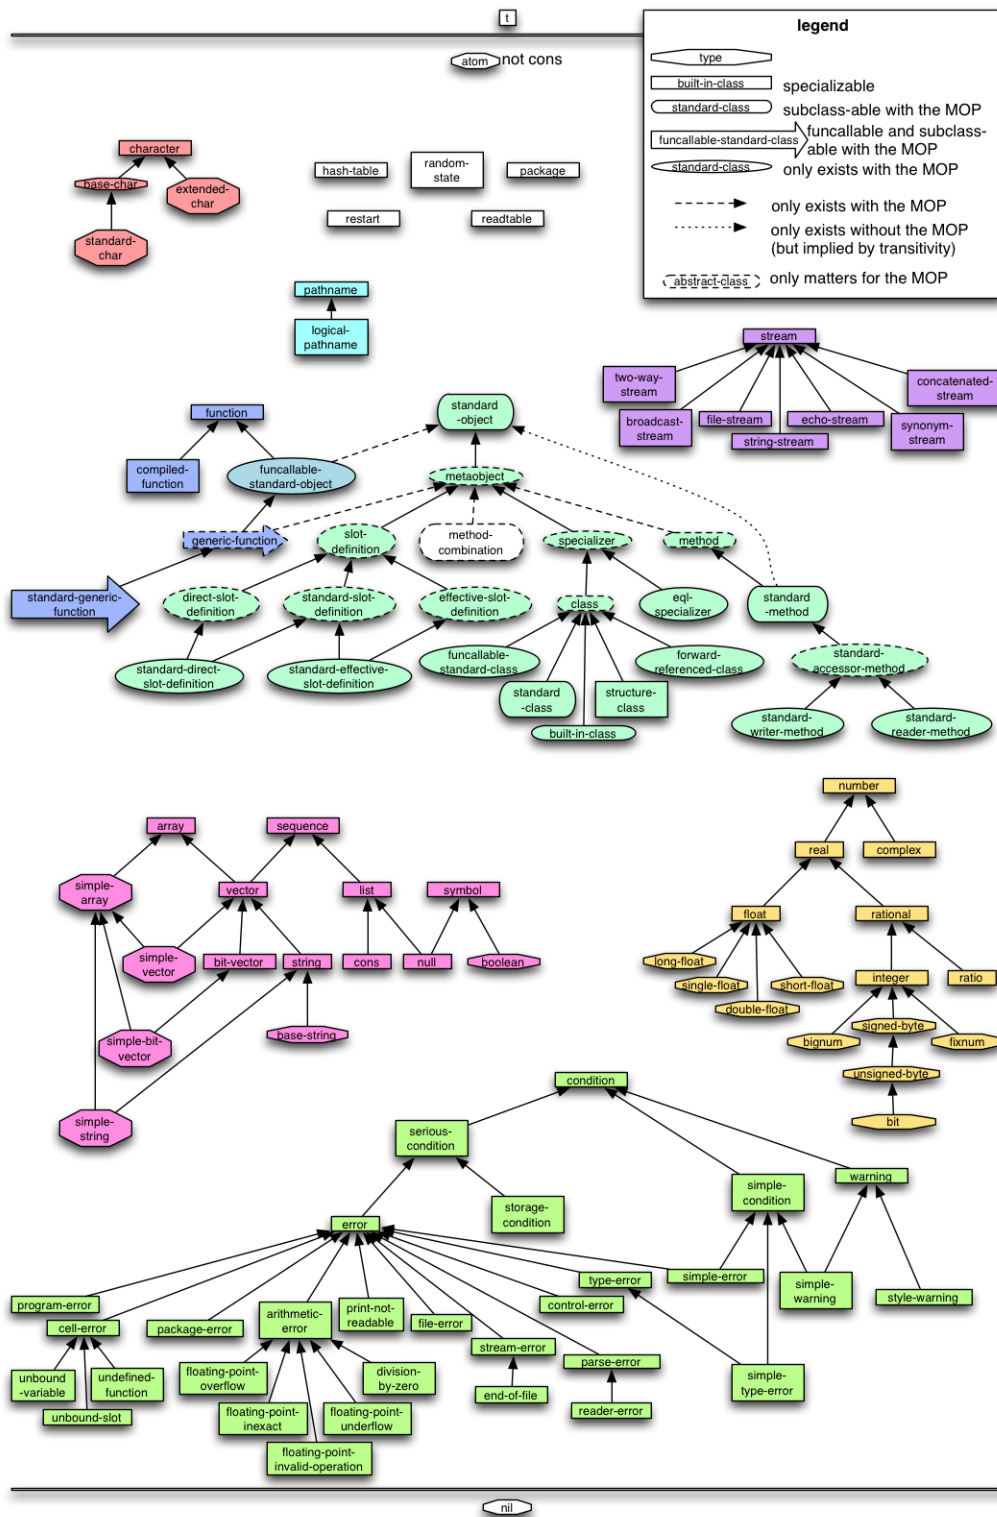 t
legend
type
built-in-class specializable
standard-class subclass-able with the MOP
funcallable-standard-class funcallable and subclass-
able with the MOP
standard-class only exists with the MOP
only exists with the MOP
only exists without the MOP
(but implied by transitivity)
abstract-class only matters for the MOP
atom not cons
character
base-char
extended-
char
standard-
char
hash-table
random-
state
package
restart
readtable
pathname
logical-
pathname
stream
two-way-
stream
broadcast-
stream
file-stream
string-stream
echo-stream
synonym-
stream
concatenated-
stream
function
compiled-
function
funcallable-
standard-object
standard
-object
metaobject
generic-function
slot-
definition
method-
combination
specializer
method
standard-generic-
function
direct-slot-
definition
standard-slot-
definition
effective-slot-
definition
class
eql-
specializer
standard
-method
standard-direct-
slot-definition
standard-effective-
slot-definition
funcallable-
standard-class
standard
-class
built-in-class
structure-
class
forward-
referenced-class
standard-
accessor-method
standard-
writer-method
standard-
reader-method
array
sequence
simple-
array
vector
list
symbol
simple-
vector
bit-vector
string
cons
null
boolean
simple-bit-
vector
base-string
simple-
string
number
real
complex
float
rational
long-float
single-float
double-float
short-float
integer
ratio
bignum
signed-byte
fixnum
unsigned-byte
bit
condition
serious-
condition
simple-
condition
warning
storage-
condition
error
program-error
cell-error
package-error
arithmetic-
error
print-not-
readable
file-error
stream-error
control-error
type-error
simple-error
simple-
warning
style-warning
unbound
-variable
unbound-slot
undefined-
function
floating-point-
overflow
floating-point-
inexact
floating-point-
invalid-operation
floating-point-
underflow
division-
by-zero
end-of-file
parse-error
reader-error
simple-
type-error
nil